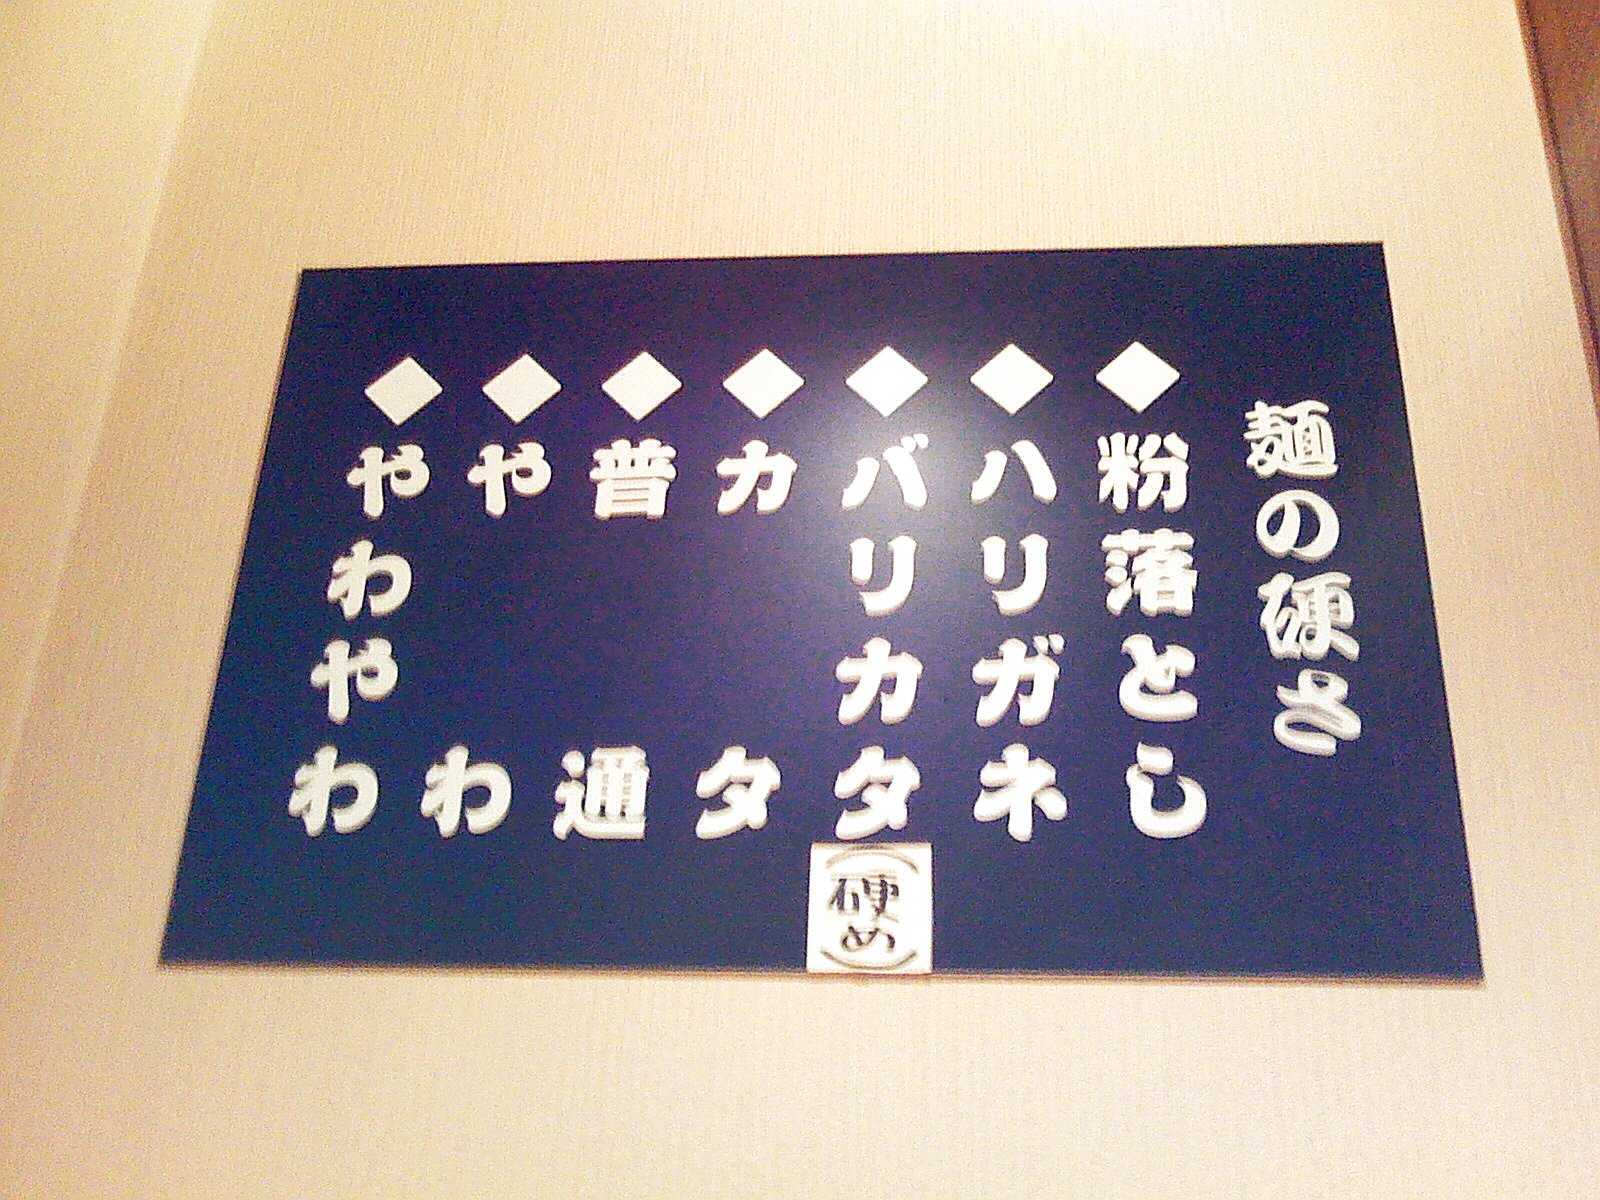 麺の硬さ
◆粉落とし
◆ハリガネ
◆バリカタ
(硬め)
◆カタ
◆普通
◆やわ
◆やわやわ